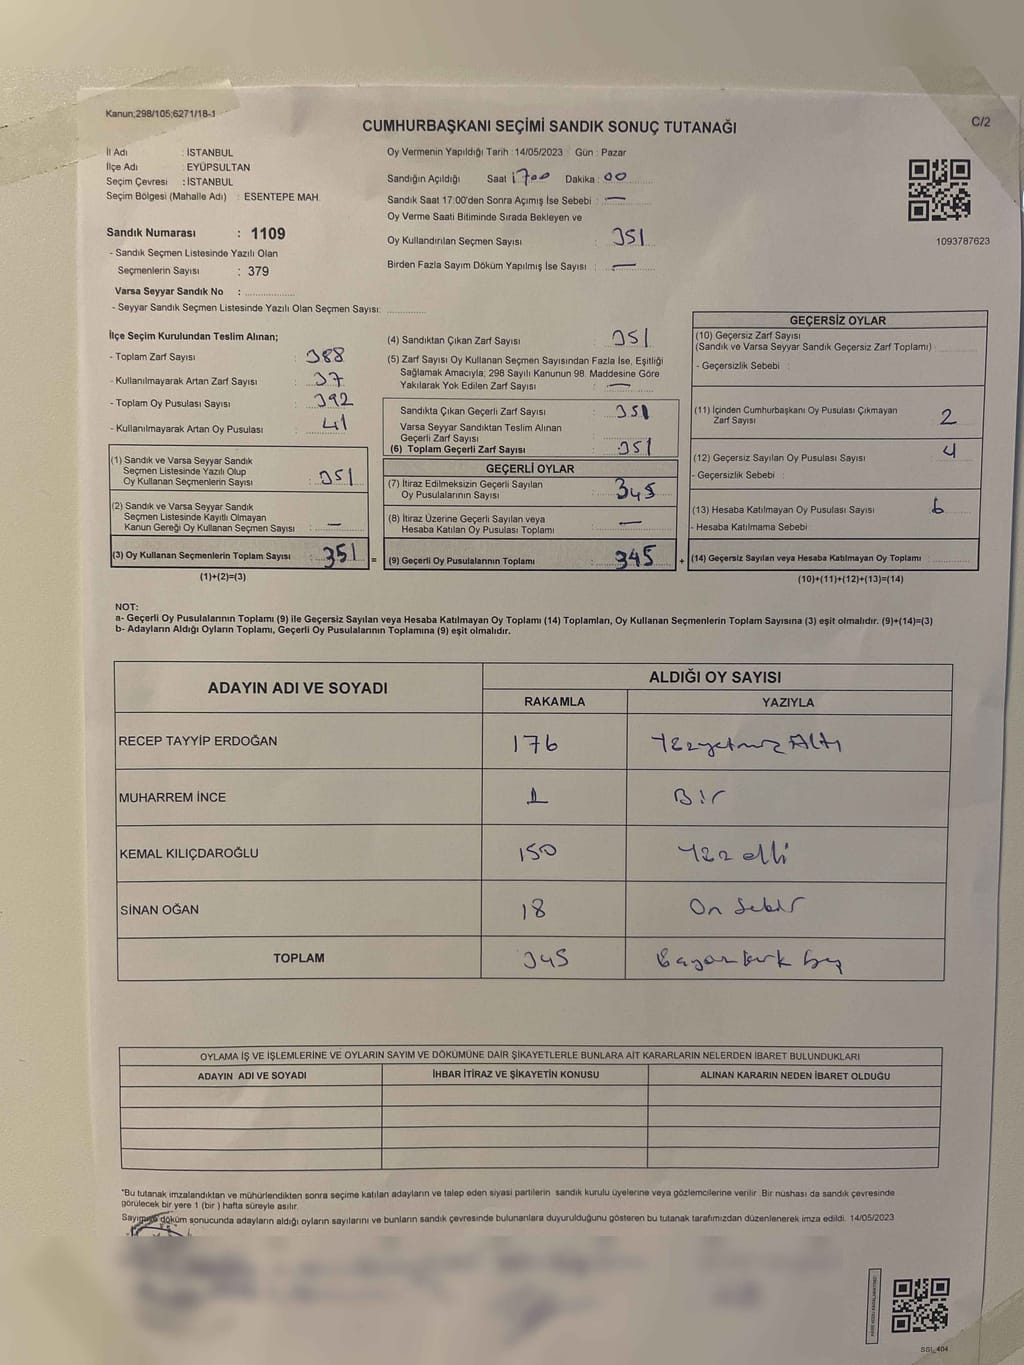 Kanun;298/105;6271/18-1
CUMHURBAŞKANI SEÇİMİ SANDIK SONUÇ TUTANAĞI
C/2
İl Adı : İSTANBUL
İlçe Adı : EYÜPSULTAN
Seçim Çevresi : İSTANBUL
Seçim Bölgesi (Mahalle Adı) : ESENTEPE MAH.
Sandık Numarası : 1109
- Sandık Seçmen Listesinde Yazılı Olan
Seçmenlerin Sayısı : 379
Varsa Seyyar Sandık No :
- Seyyar Sandık Seçmen Listesinde Yazılı Olan Seçmen Sayısı:
Oy Vermenin Yapıldığı Tarih : 14/05/2023 Gün : Pazar
Sandığın Açıldığı Saat : 1700 Dakika : 00
Sandık Saat 17:00'den Sonra Açımış İse Sebebi : —
Oy Verme Saati Bitiminde Sırada Bekleyen ve
Oy Kullandırılan Seçmen Sayısı : 351
Birden Fazla Sayım Döküm Yapılmış İse Sayısı : —
1093787623
İlçe Seçim Kurulundan Teslim Alınan;
- Toplam Zarf Sayısı : 388
- Kullanılmayarak Artan Zarf Sayısı : 37
- Toplam Oy Pusulası Sayısı : 392
- Kullanılmayarak Artan Oy Pusulası : 41
(1) Sandık ve Varsa Seyyar Sandık
Seçmen Listesinde Yazılı Olup
Oy Kullanan Seçmenlerin Sayısı : 351
(2) Sandık ve Varsa Seyyar Sandık
Seçmen Listesinde Kayıtlı Olmayan
Kanun Gereği Oy Kullanan Seçmen Sayısı : —
(3) Oy Kullanan Seçmenlerin Toplam Sayısı : 351
(1)+(2)=(3)
=
(4) Sandıktan Çıkan Zarf Sayısı : 351
(5) Zarf Sayısı Oy Kullanan Seçmen Sayısından Fazla İse, Eşitliği
Sağlamak Amacıyla; 298 Sayılı Kanunun 98. Maddesine Göre
Yakılarak Yok Edilen Zarf Sayısı : —
Sandıkta Çıkan Geçerli Zarf Sayısı : 351
Varsa Seyyar Sandıktan Teslim Alınan
Geçerli Zarf Sayısı :
(6) Toplam Geçerli Zarf Sayısı : 351
GEÇERLİ OYLAR
(7) İtiraz Edilmeksizin Geçerli Sayılan
Oy Pusulalarının Sayısı : 345
(8) İtiraz Üzerine Geçerli Sayılan veya
Hesaba Katılan Oy Pusulası Toplamı : —
(9) Geçerli Oy Pusulalarının Toplamı : 345
+
GEÇERSİZ OYLAR
(10) Geçersiz Zarf Sayısı
(Sandık ve Varsa Seyyar Sandık Geçersiz Zarf Toplamı) :
- Geçersizlik Sebebi :
(11) İçinden Cumhurbaşkanı Oy Pusulası Çıkmayan
Zarf Sayısı : 2
(12) Geçersiz Sayılan Oy Pusulası Sayısı : 4
- Geçersizlik Sebebi :
(13) Hesaba Katılmayan Oy Pusulası Sayısı : 6
- Hesaba Katılmama Sebebi :
(14) Geçersiz Sayılan veya Hesaba Katılmayan Oy Toplamı :
(10)+(11)+(12)+(13)=(14)
NOT:
a- Geçerli Oy Pusulalarının Toplamı (9) ile Geçersiz Sayılan veya Hesaba Katılmayan Oy Toplamı (14) Toplamları, Oy Kullanan Seçmenlerin Toplam Sayısına (3) eşit olmalıdır. (9)+(14)=(3)
b- Adayların Aldığı Oyların Toplamı, Geçerli Oy Pusulalarının Toplamına (9) eşit olmalıdır.
ADAYIN ADI VE SOYADI
ALDIĞI OY SAYISI
RAKAMLA YAZIYLA
RECEP TAYYİP ERDOĞAN 176 Yüzyetmiş Altı
MUHARREM İNCE 1 Bir
KEMAL KILIÇDAROĞLU 150 Yüz elli
SİNAN OĞAN 18 On Sekiz
TOPLAM 345
OYLAMA İŞ VE İŞLEMLERİNE VE OYLARIN SAYIM VE DÖKÜMÜNE DAİR ŞİKAYETLERLE BUNLARA AİT KARARLARIN NELERDEN İBARET BULUNDUKLARI
ADAYIN ADI VE SOYADI İHBAR İTİRAZ VE ŞİKAYETİN KONUSU ALINAN KARARIN NEDEN İBARET OLDUĞU
"Bu tutanak imzalandıktan ve mühürlendikten sonra seçime katılan adayların ve talep eden siyasi partilerin sandık kurulu üyelerine veya gözlemcilerine verilir. Bir nüshası da sandık çevresinde
görülecek bir yere 1 (bir ) hafta süreyle asılır.
Sayım ve döküm sonucunda adayların aldığı oyların sayılarını ve bunların sandık çevresinde bulunanlara duyurulduğunu gösteren bu tutanak tarafımızdan düzenlenerek imza edildi. 14/05/2023
SSI_404